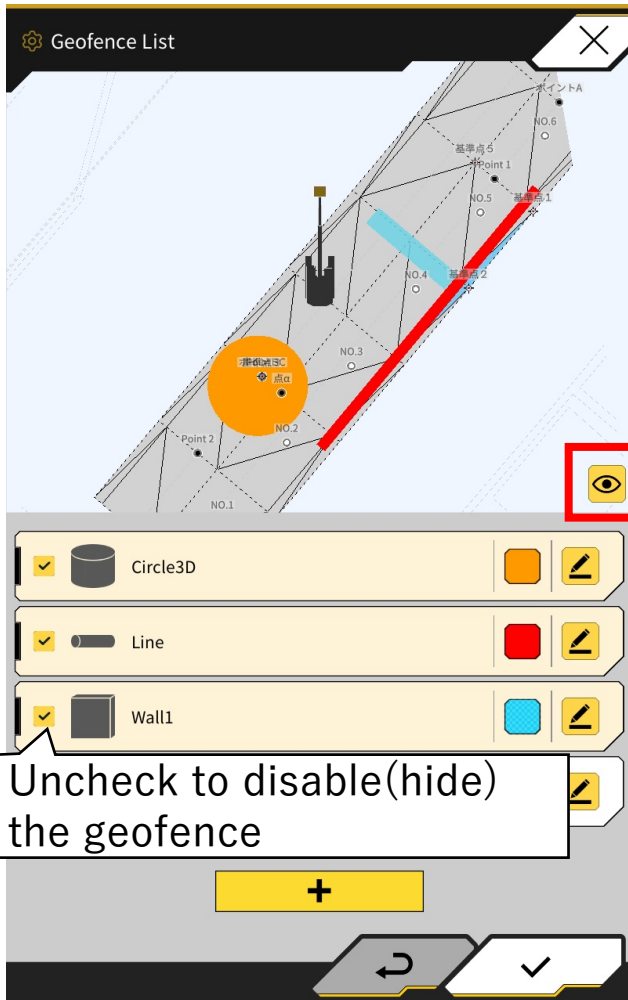 Geofence List
ポイントA
NO.6
基準点5
Point 1
NO.5
基準点1
NO.4
基準点2
NO.3
点α
NO.2
Point 2
NO.1
Circle3D
Line
Wall1
Uncheck to disable(hide)
the geofence